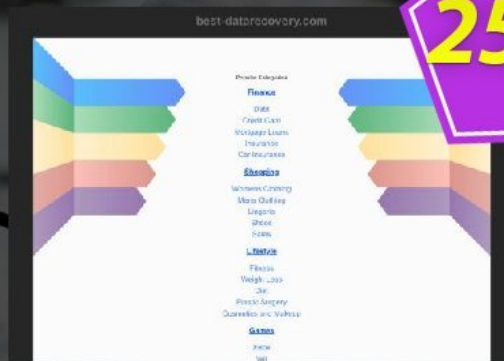 best-datarecovery.com
25
Popular Categories
Finance
Debt
Credit Card
Mortgage Loans
Insurance
Car Insurance
Shopping
Womens Clothing
Mens Clothing
Lingerie
Shoes
Lifestyle
Fitness
Weight Loss
Diet
Plastic Surgery
Cosmetics and Makeup
Games